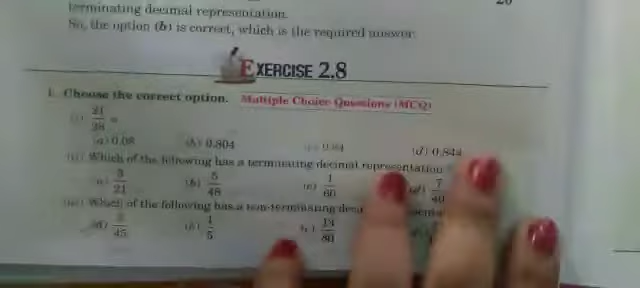 terminating decimal representation.
So, the option (b) is correct, which is the required answer.
EXERCISE 2.8
1. Choose the correct option. Multiple Choice Questions (MCQ)
(i) 21/28 =
(a) 0.08 (b) 0.804 (d) 0.844
(ii) Which of the following has a terminating decimal representation
(a) 3/21 (b) 5/48 (c) 1/60 (d) 7/40
(iii) Which of the following has a non-terminating
/45 (b) 1/5 13/80